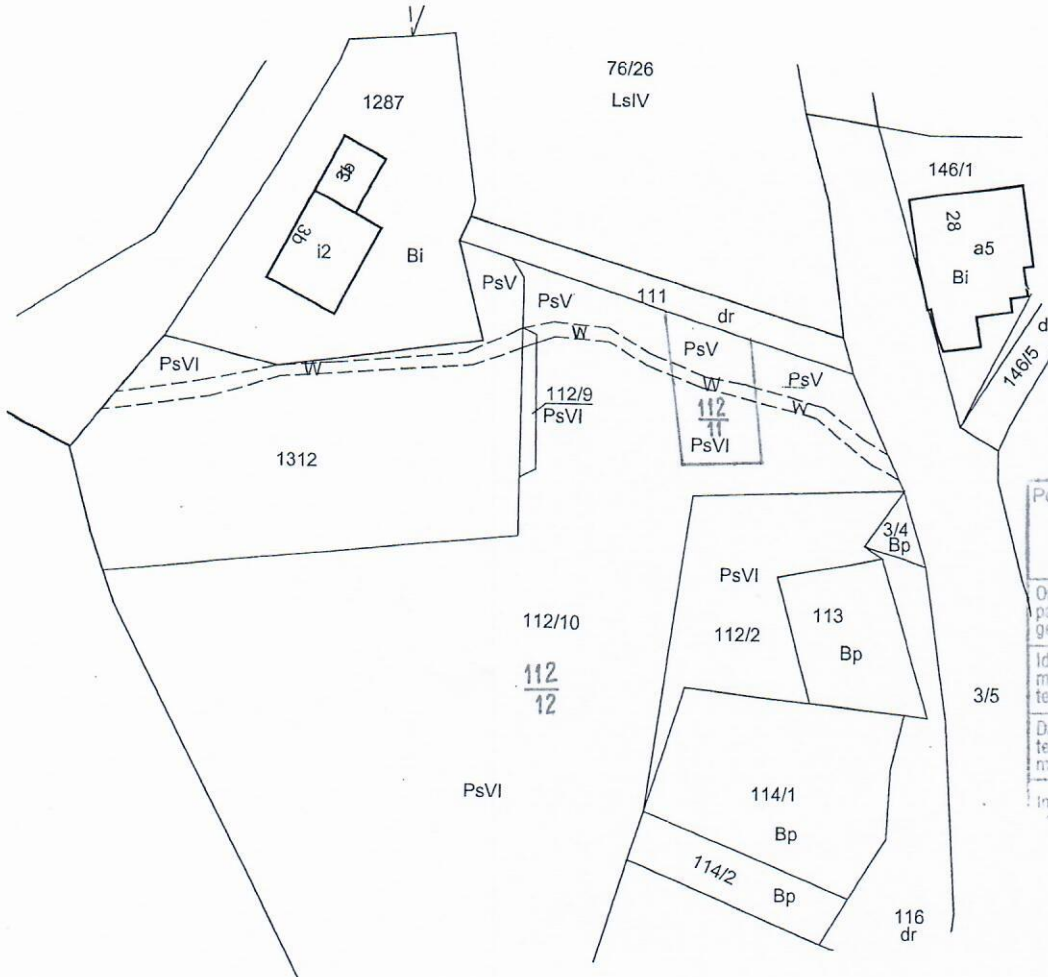 76/26
LsIV
1287
3b
3b
i2
Bi
146/1
28
a5
Bi
d
146/5
PsV
PsV
111
dr
PsV
PsV
PsVI
W
W
W
W
112/9
PsVI
112
11
PsVI
1312
3/4
Bp
PsVI
112/10
112/2
113
Bp
112
12
3/5
PsVI
114/1
Bp
114/2
Bp
116
dr